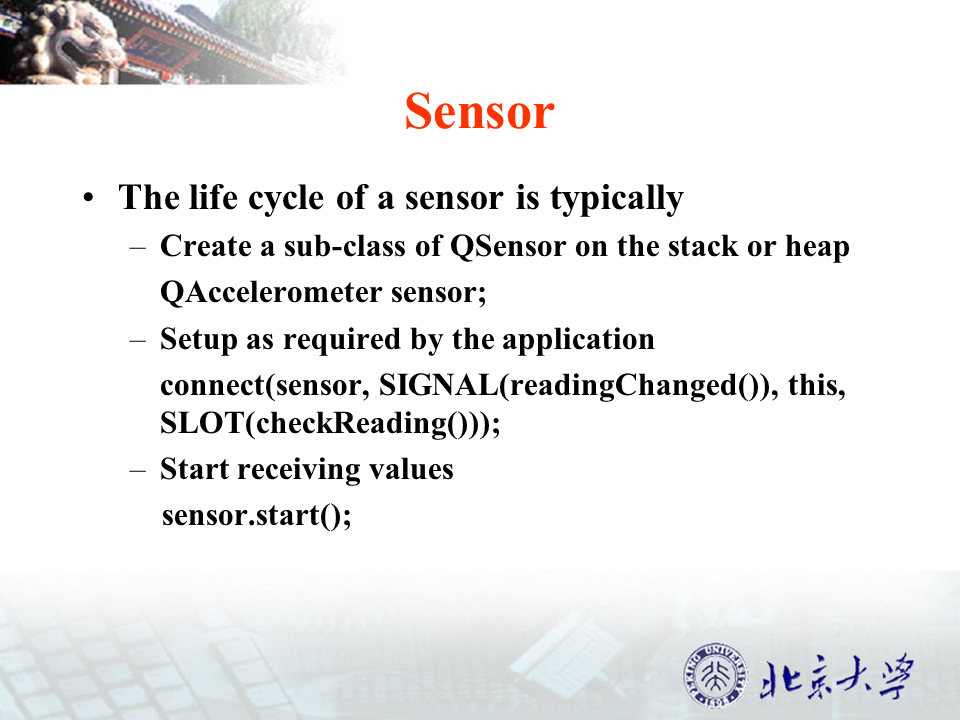 Sensor
• The life cycle of a sensor is typically
– Create a sub-class of QSensor on the stack or heap
QAccelerometer sensor;
– Setup as required by the application
connect(sensor, SIGNAL(readingChanged()), this,
SLOT(checkReading()));
– Start receiving values
sensor.start();
PEKING UNIVERSITY
1898
北京大学